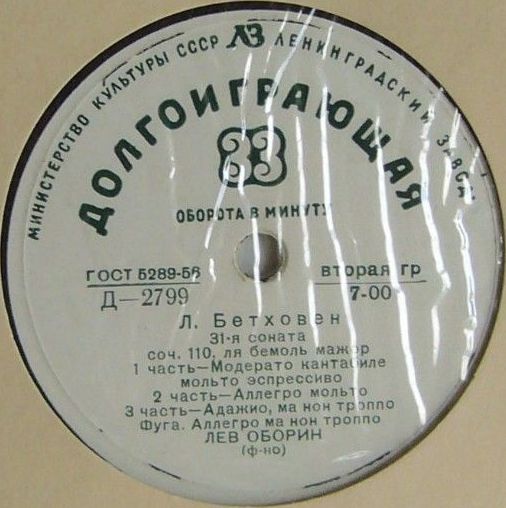 МИНИСТЕРСТВО КУЛЬТУРЫ СССР ЛЗ ЛЕНИНГРАДСКИЙ ЗАВОД
ДОЛГОИГРАЮЩАЯ
33
ОБОРОТА В МИНУТУ
ГОСТ 5289-56 вторая гр
Д—2799 7-00
Л. Бетховен
31-я соната
соч. 110, ля бемоль мажор
1 часть—Модерато кантабиле
мольто эспрессиво
2 часть—Аллегро мольто
3 часть—Адажио, ма нон троппо
Фуга. Аллегро ма нон троппо
ЛЕВ ОБОРИН
(ф-но)